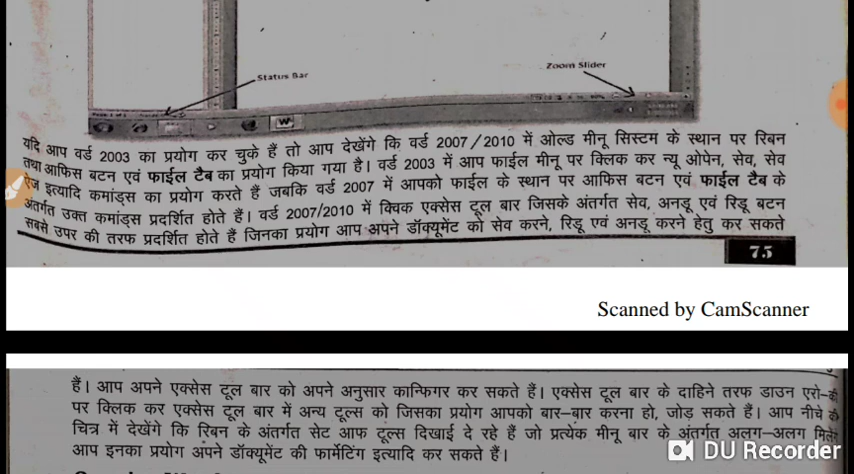 Status Bar
Zoom Slider
यदि आप वर्ड 2003 का प्रयोग कर चुके हैं तो आप देखेंगे कि वर्ड 2007/2010 में ओल्ड मीनू सिस्टम के स्थान पर रिबन
तथा आफिस बटन एवं फाईल टैब का प्रयोग किया गया है। वर्ड 2003 में आप फाईल मीनू पर क्लिक कर न्यू ओपेन, सेव, सेव
ऐज इत्यादि कमांड्स का प्रयोग करते हैं जबकि वर्ड 2007 में आपको फाईल के स्थान पर आफिस बटन एवं फाईल टैब के
अंतर्गत उक्त कमांड्स प्रदर्शित होते हैं। वर्ड 2007/2010 में क्विक एक्सेस टूल बार जिसके अंतर्गत सेव, अनडू एवं रिडू बटन
सबसे उपर की तरफ प्रदर्शित होते हैं जिनका प्रयोग आप अपने डॉक्यूमेंट को सेव करने, रिडू एवं अनडू करने हेतु कर सकते
7.5
Scanned by CamScanner
हैं। आप अपने एक्सेस टूल बार को अपने अनुसार कान्फिगर कर सकते हैं। एक्सेस टूल बार के दाहिने तरफ डाउन एरो-की
पर क्लिक कर एक्सेस टूल बार में अन्य टूल्स को जिसका प्रयोग आपको बार-बार करना हो, जोड़ सकते हैं। आप नीचे के
चित्र में देखेंगे कि रिबन के अंतर्गत सेट आफ टूल्स दिखाई दे रहे हैं जो प्रत्येक मीनू बार के अंतर्गत अलग-अलग मिलेंगे
आप इनका प्रयोग अपने डॉक्यूमेंट की फार्मेटिंग इत्यादि कर सकते हैं।
DU Recorder